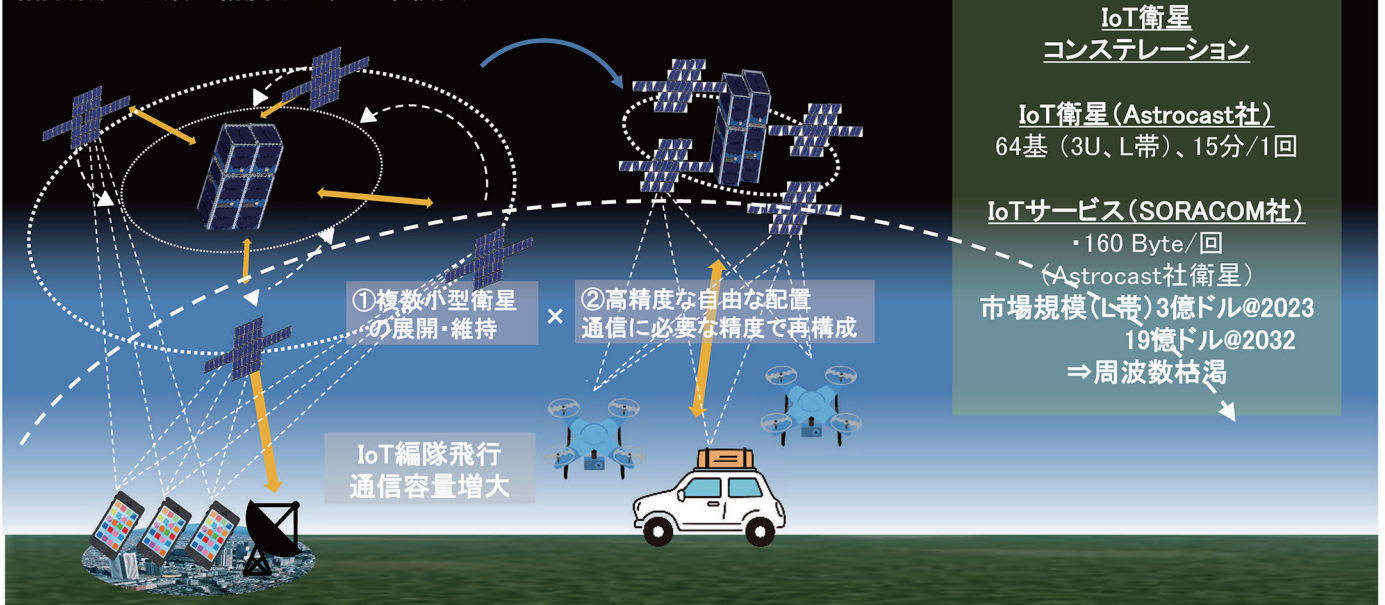 IoT衛星
コンステレーション
IoT衛星(Astrocast社)
64基 (3U、L帯)、15分/1回
IoTサービス(SORACOM社)
・160 Byte/回
(Astrocast社衛星)
市場規模(L帯)3億ドル@2023
19億ドル@2032
⇒周波数枯渇
①複数小型衛星
の展開・維持
×
②高精度な自由な配置
通信に必要な精度で再構成
IoT編隊飛行
通信容量増大